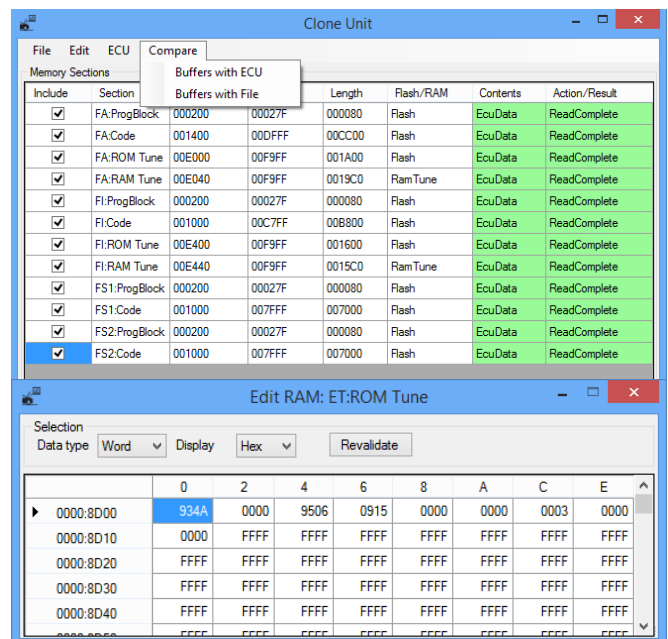 Clone Unit
File Edit ECU Compare
Buffers with ECU
Buffers with File
Memory Sections
Include Section Length Flash/RAM Contents Action/Result
FA:ProgBlock 000200 00027F 000080 Flash EcuData ReadComplete
FA:Code 001400 00DFFF 00CC00 Flash EcuData ReadComplete
FA:ROM Tune 00E000 00F9FF 001A00 Flash EcuData ReadComplete
FA:RAM Tune 00E040 00F9FF 0019C0 RamTune EcuData ReadComplete
FI:ProgBlock 000200 00027F 000080 Flash EcuData ReadComplete
FI:Code 001000 00C7FF 00B800 Flash EcuData ReadComplete
FI:ROM Tune 00E400 00F9FF 001600 Flash EcuData ReadComplete
FI:RAM Tune 00E440 00F9FF 0015C0 RamTune EcuData ReadComplete
FS1:ProgBlock 000200 00027F 000080 Flash EcuData ReadComplete
FS1:Code 001000 007FFF 007000 Flash EcuData ReadComplete
FS2:ProgBlock 000200 00027F 000080 Flash EcuData ReadComplete
FS2:Code 001000 007FFF 007000 Flash EcuData ReadComplete
Edit RAM: ET:ROM Tune
Selection
Data type Word Display Hex Revalidate
0 2 4 6 8 A C E
0000:8D00 934A 0000 9506 0915 0000 0000 0003 0000
0000:8D10 0000 FFFF FFFF FFFF FFFF FFFF FFFF FFFF
0000:8D20 FFFF FFFF FFFF FFFF FFFF FFFF FFFF FFFF
0000:8D30 FFFF FFFF FFFF FFFF FFFF FFFF FFFF FFFF
0000:8D40 FFFF FFFF FFFF FFFF FFFF FFFF FFFF FFFF